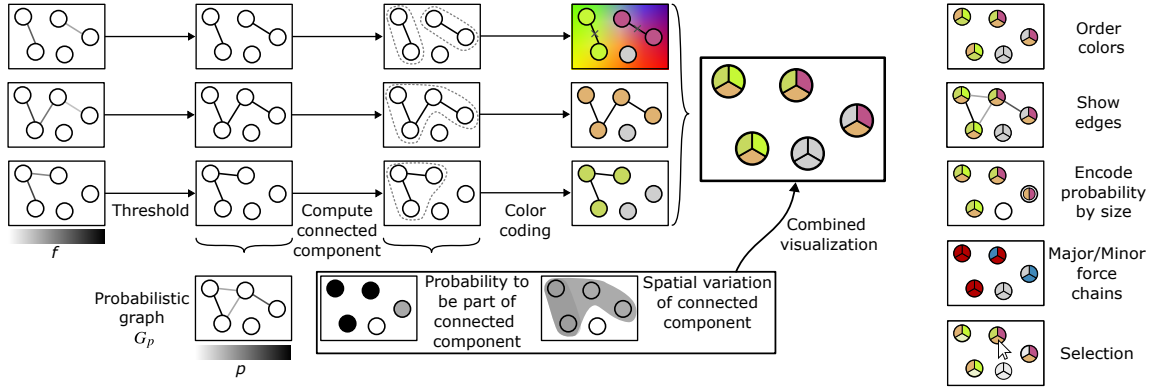 Threshold
Compute
connected
component
Color
coding
f
Probabilistic
graph
Gp
p
Probability to
be part of
connected
component
Spatial variation
of connected
component
Combined
visualization
Order
colors
Show
edges
Encode
probability
by size
Major/Minor
force
chains
Selection